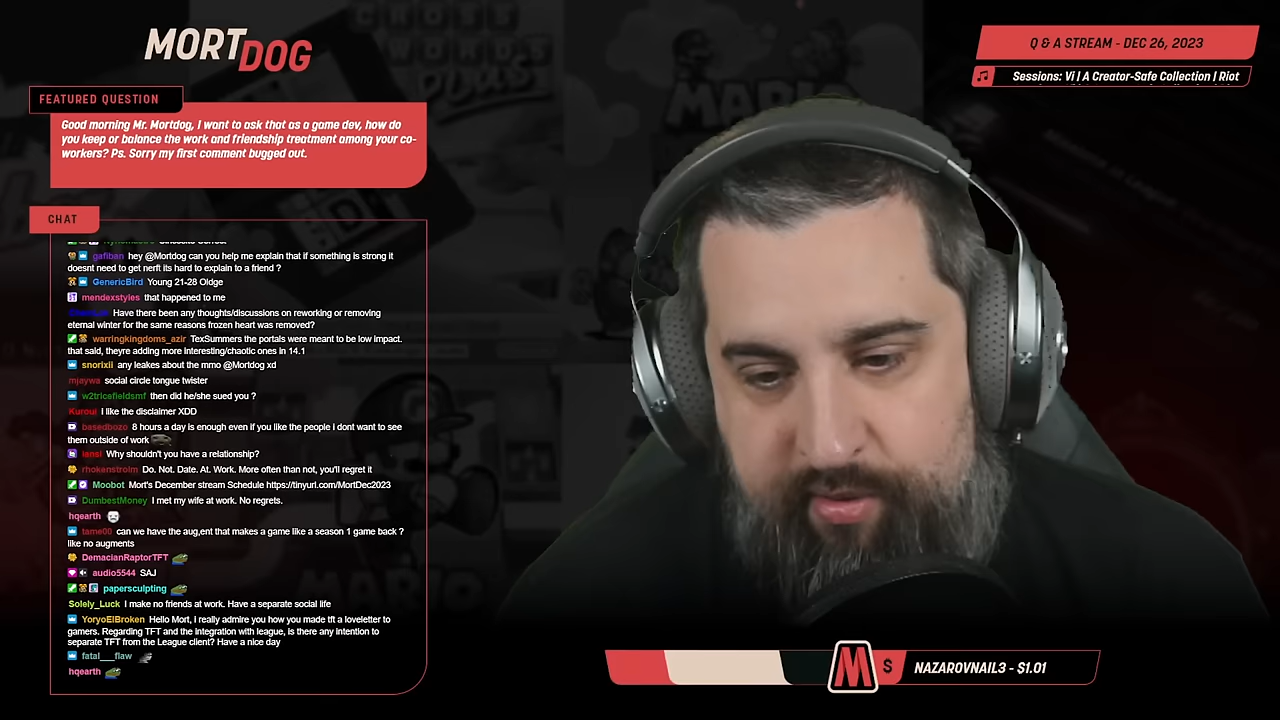 MORTDOG
Q & A STREAM - DEC 26, 2023
Sessions: Vi | A Creator-Safe Collection | Riot
FEATURED QUESTION
Good morning Mr. Mortdog, I want to ask that as a game dev, how do
you keep or balance the work and friendship treatment among your co-
workers? Ps. Sorry my first comment bugged out.
CHAT
gafiban hey @Mortdog can you help me explain that if something is strong it
doesnt need to get nerft its hard to explain to a friend ?
GenericBird Young 21-28 Oldge
mendexstyles that happened to me
Have there been any thoughts/discussions on reworking or removing
eternal winter for the same reasons frozen heart was removed?
warringkingdoms_azir TexSummers the portals were meant to be low impact.
that said, theyre adding more interesting/chaotic ones in 14.1
snorixii any leakes about the mmo @Mortdog xd
mjaywa social circle tongue twister
w2tricefieldsmf then did he/she sued you ?
Kuroui I like the disclaimer XDD
basedbozo 8 hours a day is enough even if you like the people i dont want to see
them outside of work
Why shouldn't you have a relationship?
rhokenstrolm Do. Not. Date. At. Work. More often than not, you'll regret it
Moobot Mort's December stream Schedule https://tinyurl.com/MortDec2023
DumbestMoney I met my wife at work. No regrets.
hqearth
tame00 can we have the aug,ent that makes a game like a season 1 game back ?
like no augments
DemacianRaptorTFT
audio5544 SAJ
papersculpting
Solely_Luck I make no friends at work. Have a separate social life
YoryoElBroken Hello Mort, I really admire you how you made tft a loveletter to
gamers. Regarding TFT and the integration with league, is there any intention to
separate TFT from the League client? Have a nice day
fatal___flaw
hqearth
CROSS
WORDS
Plus
MARIO
MARIO
M $ NAZAROVNAIL3 - $1.01